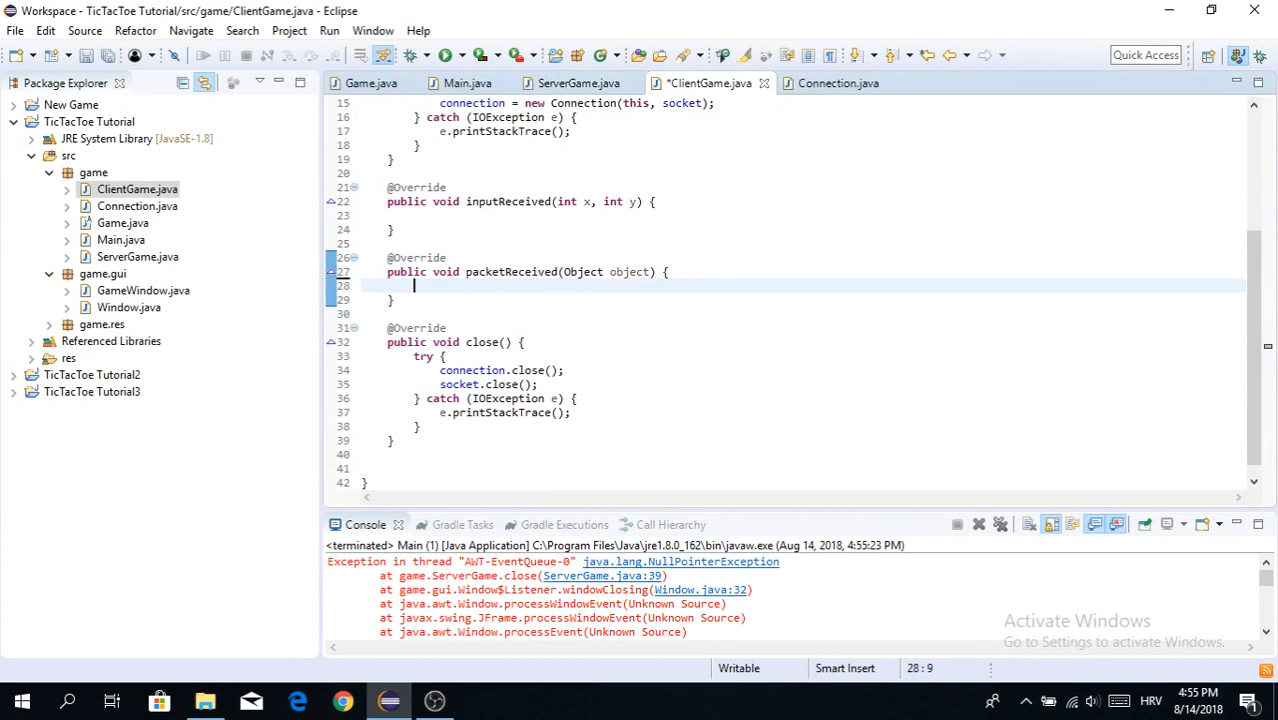 Workspace - TicTacToe Tutorial/src/game/ClientGame.java - Eclipse
File Edit Source Refactor Navigate Search Project Run Window Help
Quick Access
Package Explorer
New Game
TicTacToe Tutorial
JRE System Library [JavaSE-1.8]
src
game
ClientGame.java
Connection.java
Game.java
Main.java
ServerGame.java
game.gui
GameWindow.java
Window.java
game.res
Referenced Libraries
res
TicTacToe Tutorial2
TicTacToe Tutorial3
Game.java Main.java ServerGame.java *ClientGame.java Connection.java
15 connection = new Connection(this, socket);
16 } catch (IOException e) {
17 e.printStackTrace();
18 }
19 }
20
21 @Override
22 public void inputReceived(int x, int y) {
23
24 }
25
26 @Override
27 public void packetReceived(Object object) {
28
29 }
30
31 @Override
32 public void close() {
33 try {
34 connection.close();
35 socket.close();
36 } catch (IOException e) {
37 e.printStackTrace();
38 }
39 }
40
41
42 }
Console Gradle Tasks Gradle Executions Call Hierarchy
<terminated> Main (1) [Java Application] C:\Program Files\Java\jre1.8.0_162\bin\javaw.exe (Aug 14, 2018, 4:55:23 PM)
Exception in thread "AWT-EventQueue-0" java.lang.NullPointerException
at game.ServerGame.close(ServerGame.java:39)
at game.gui.Window$Listener.windowClosing(Window.java:32)
at java.awt.Window.processWindowEvent(Unknown Source)
at javax.swing.JFrame.processWindowEvent(Unknown Source)
at java.awt.Window.processEvent(Unknown Source)
Activate Windows
Go to Settings to activate Windows.
Writable Smart Insert 28 : 9
HRV 4:55 PM
8/14/2018